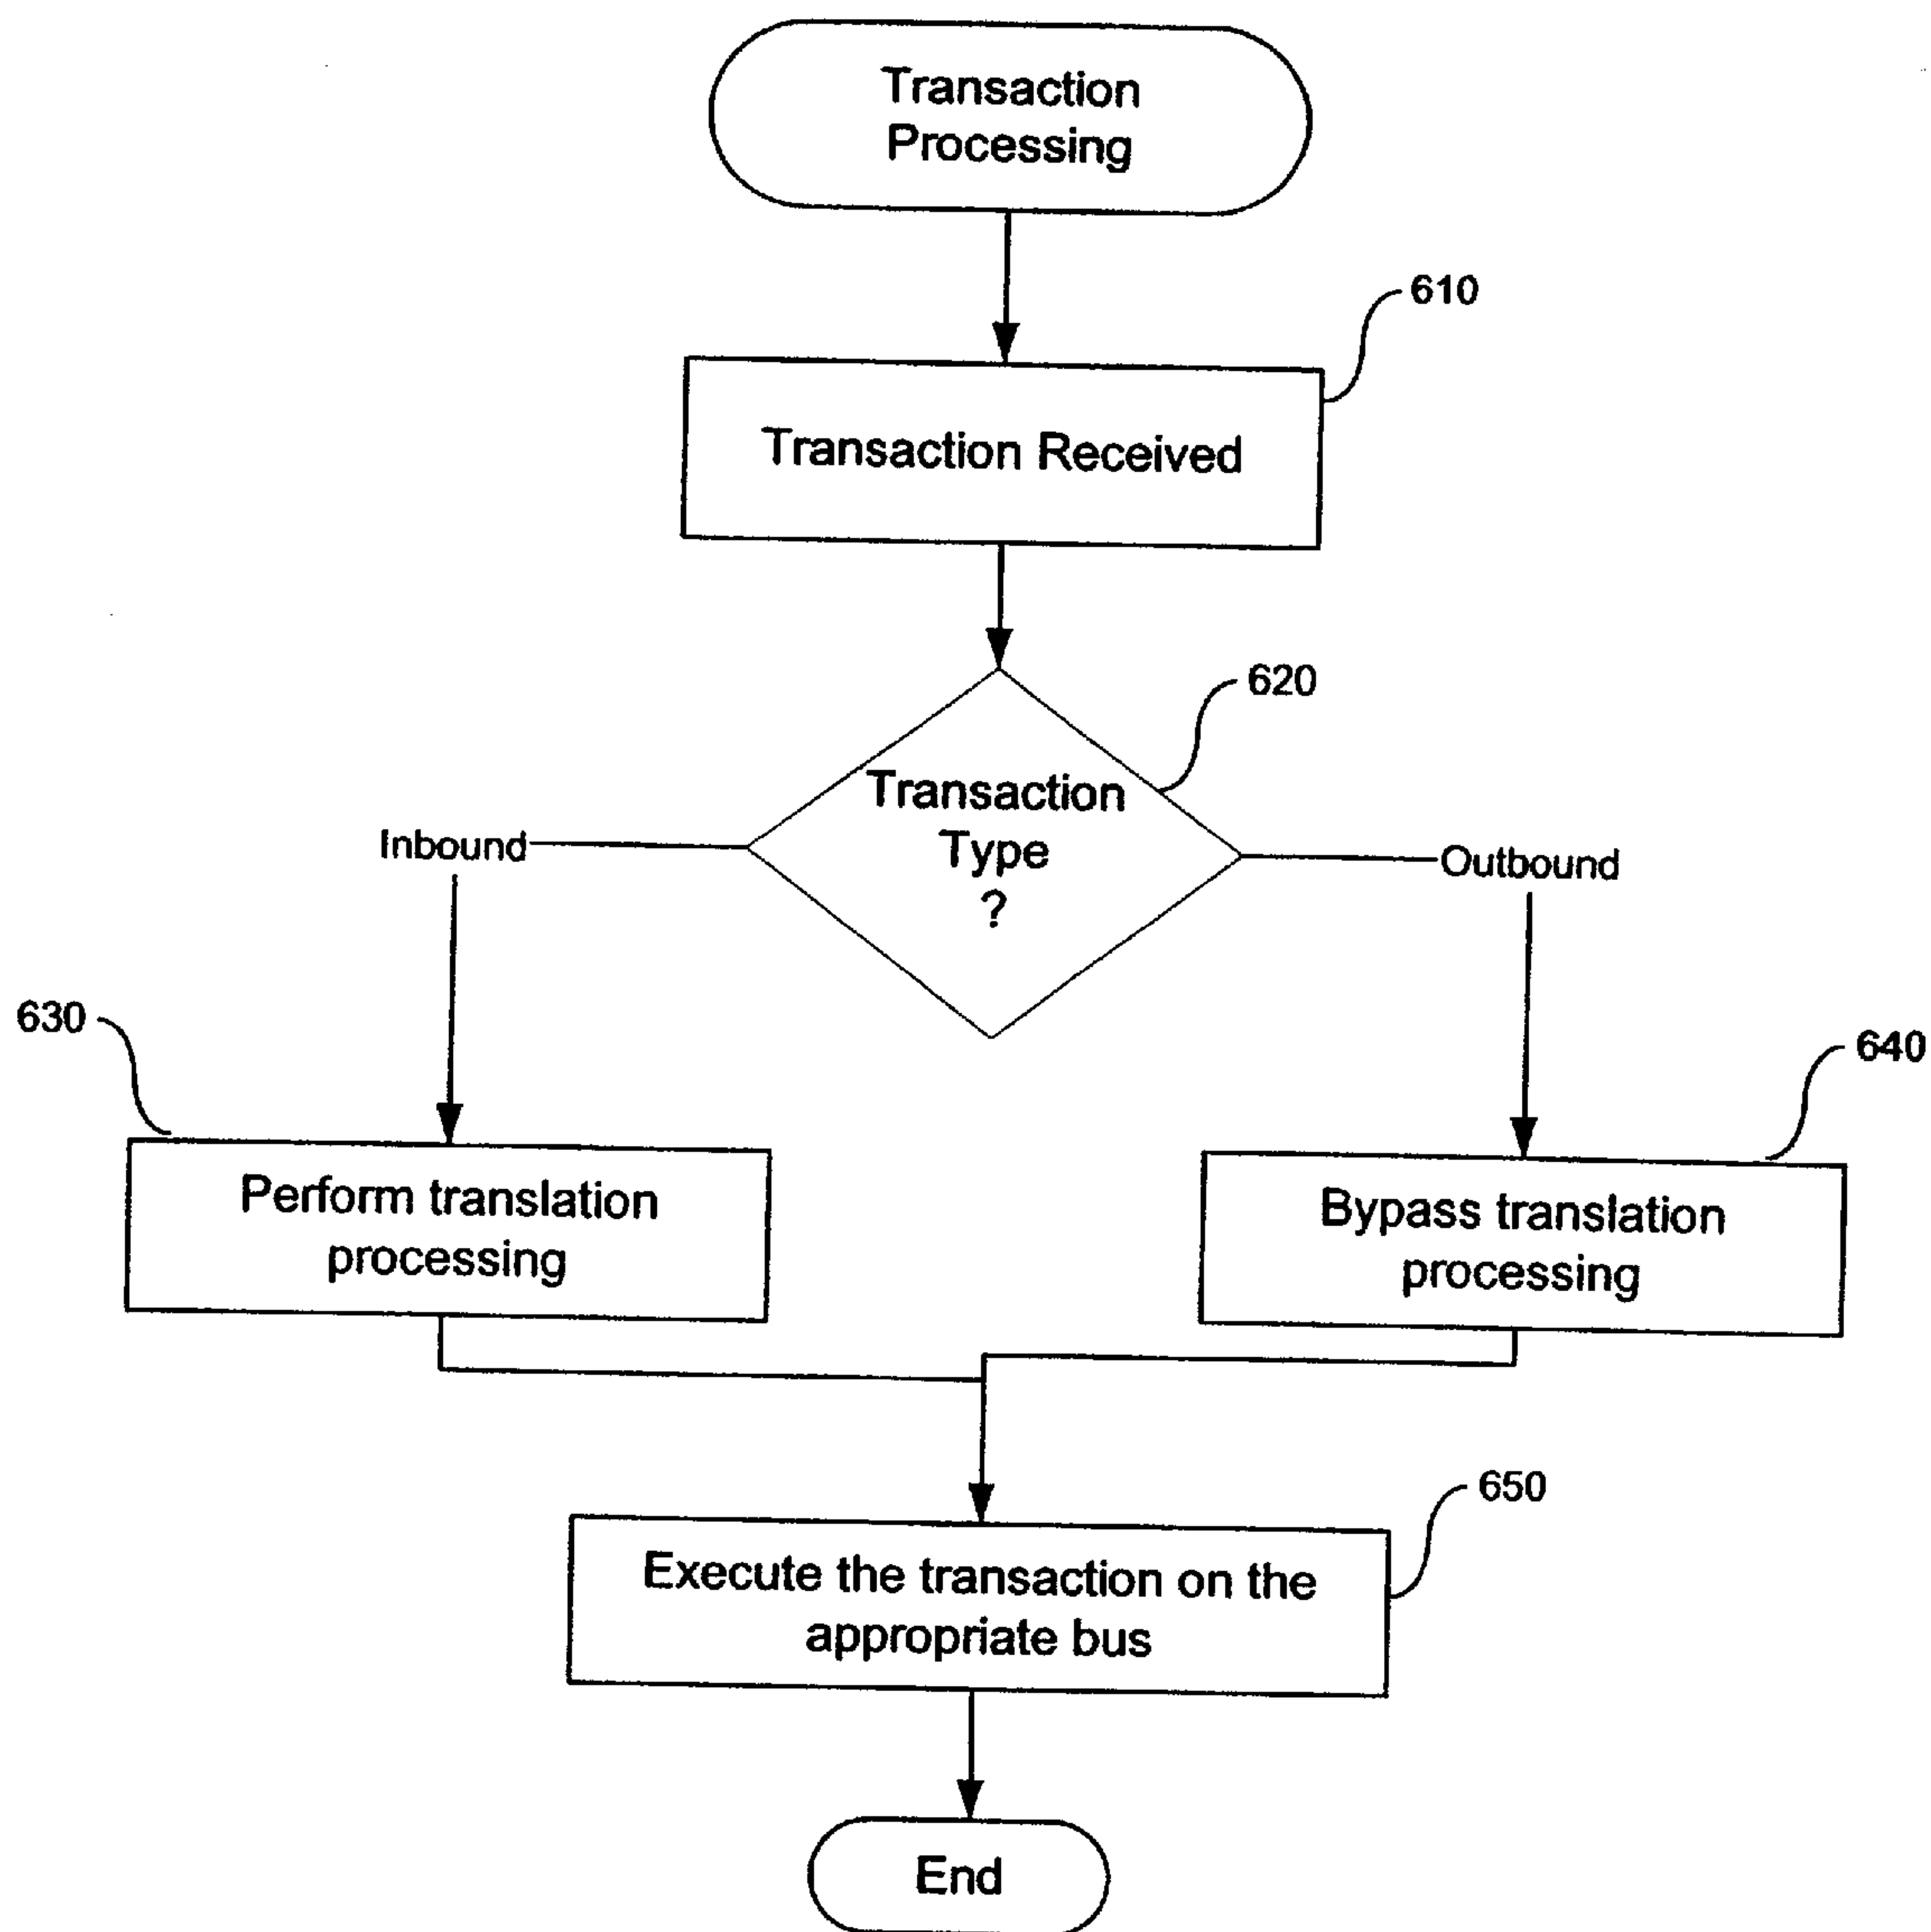 Transaction
Processing
610
Transaction Received
620
Transaction
Type
?
Inbound
Outbound
630
640
Perform translation
processing
Bypass translation
processing
650
Execute the transaction on the
appropriate bus
End